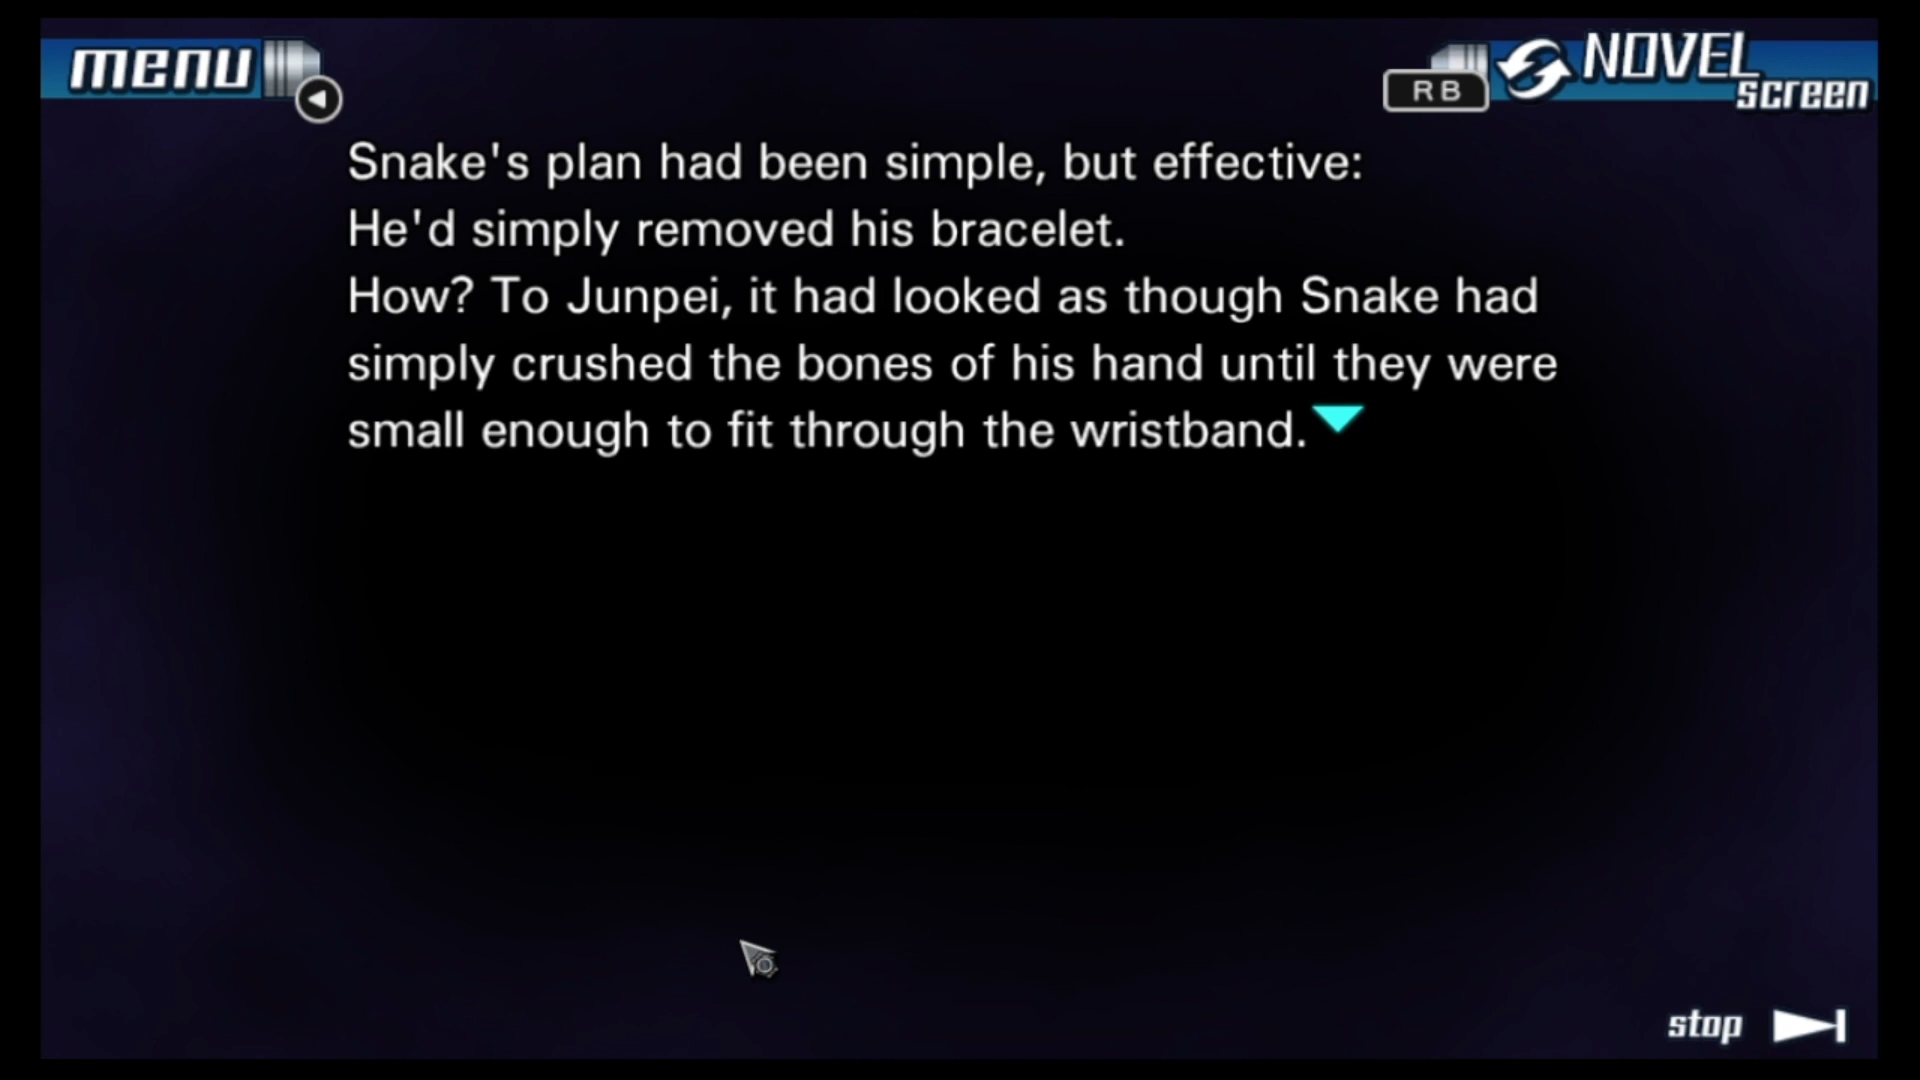 menu
RB
NOVEL
screen
Snake's plan had been simple, but effective:
He'd simply removed his bracelet.
How? To Junpei, it had looked as though Snake had
simply crushed the bones of his hand until they were
small enough to fit through the wristband.
stop